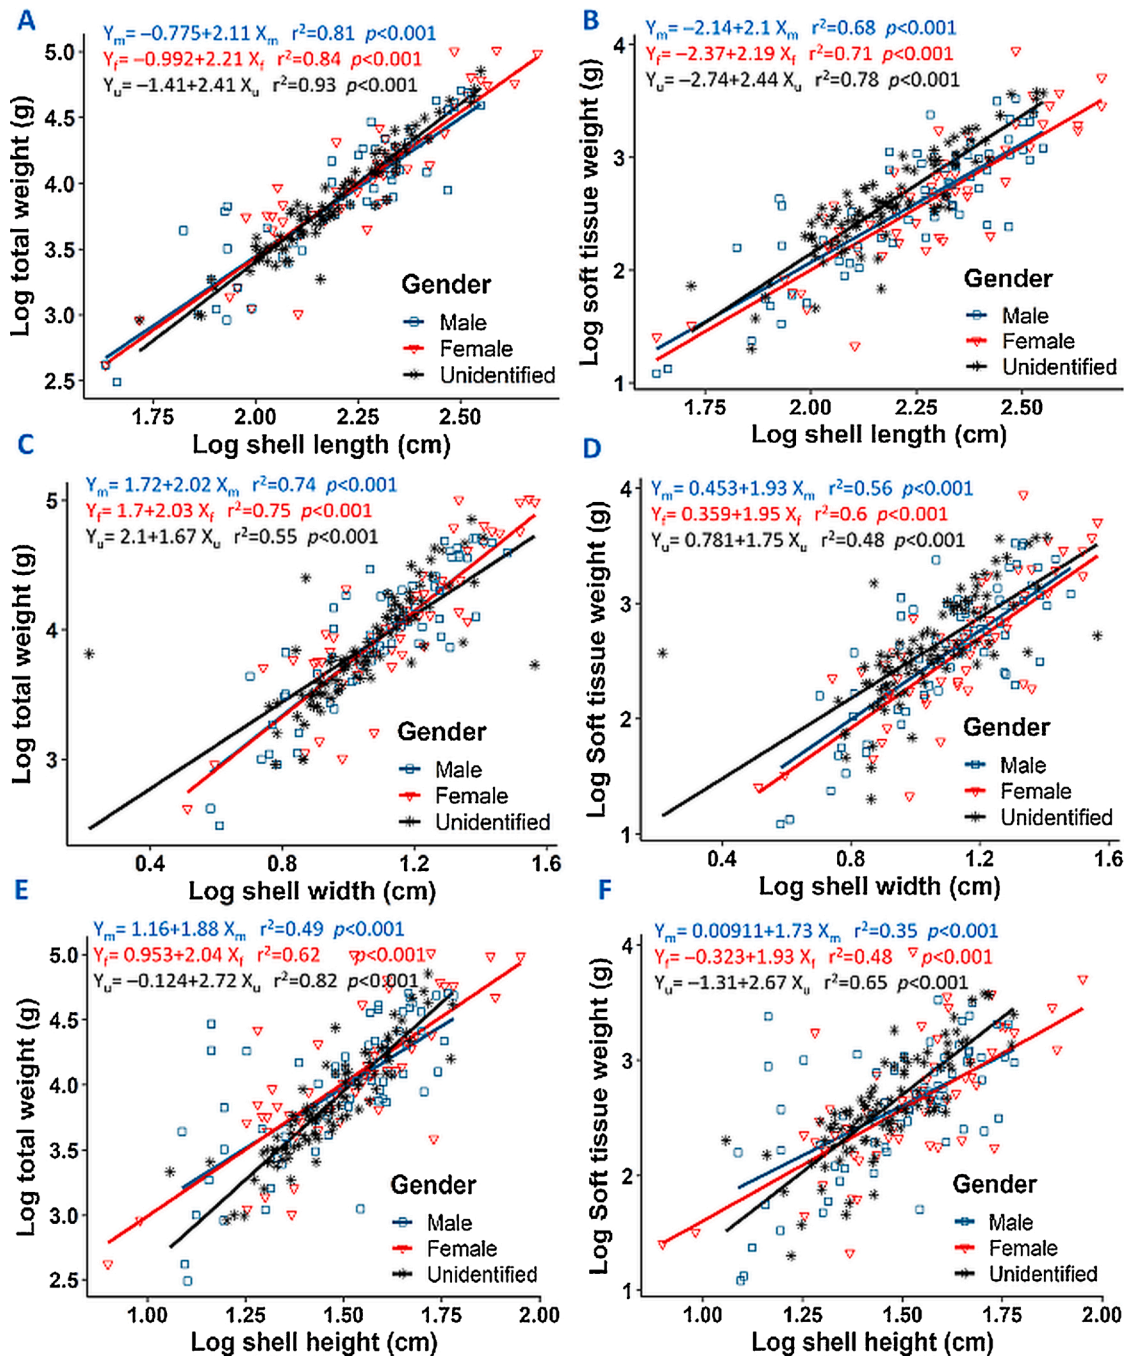 A
Ym= −0.775+2.11 Xm r²=0.81 p<0.001
Yf= −0.992+2.21 Xf r²=0.84 p<0.001
Yu= −1.41+2.41 Xu r²=0.93 p<0.001
Log total weight (g)
5.0
4.5
4.0
3.5
3.0
2.5
Gender
Male
Female
Unidentified
1.75 2.00 2.25 2.50
Log shell length (cm)
B
Ym= −2.14+2.1 Xm r²=0.68 p<0.001
Yf= −2.37+2.19 Xf r²=0.71 p<0.001
Yu= −2.74+2.44 Xu r²=0.78 p<0.001
Log soft tissue weight (g)
4
3
2
1
Gender
Male
Female
Unidentified
1.75 2.00 2.25 2.50
Log shell length (cm)
C
Ym= 1.72+2.02 Xm r²=0.74 p<0.001
Yf= 1.7+2.03 Xf r²=0.75 p<0.001
Yu= 2.1+1.67 Xu r²=0.55 p<0.001
Log total weight (g)
5
4
3
Gender
Male
Female
Unidentified
0.4 0.8 1.2 1.6
Log shell width (cm)
D
Ym= 0.453+1.93 Xm r²=0.56 p<0.001
Yf= 0.359+1.95 Xf r²=0.6 p<0.001
Yu= 0.781+1.75 Xu r²=0.48 p<0.001
Log Soft tissue weight (g)
4
3
2
1
Gender
Male
Female
Unidentified
0.4 0.8 1.2 1.6
Log shell width (cm)
E
Ym= 1.16+1.88 Xm r²=0.49 p<0.001
Yf= 0.953+2.04 Xf r²=0.62 p<0.001
Yu= −0.124+2.72 Xu r²=0.82 p<0.001
Log total weight (g)
5.0
4.5
4.0
3.5
3.0
2.5
Gender
Male
Female
Unidentified
1.00 1.25 1.50 1.75 2.00
Log shell height (cm)
F
Ym= 0.00911+1.73 Xm r²=0.35 p<0.001
Yf= −0.323+1.93 Xf r²=0.48 p<0.001
Yu= −1.31+2.67 Xu r²=0.65 p<0.001
Log Soft tissue weight (g)
4
3
2
1
Gender
Male
Female
Unidentified
1.00 1.25 1.50 1.75 2.00
Log shell height (cm)